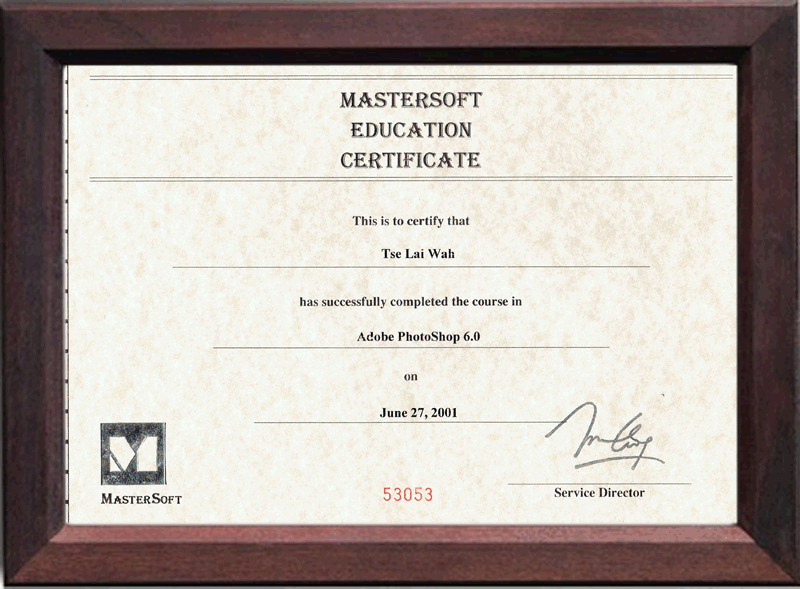 MASTERSOFT
EDUCATION
CERTIFICATE
This is to certify that
Tse Lai Wah
has successfully completed the course in
Adobe PhotoShop 6.0
on
June 27, 2001
MASTERSOFT
53053
Service Director